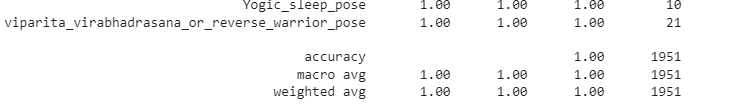 Yogic_sleep_pose 1.00 1.00 1.00 10
viparita_virabhadrasana_or_reverse_warrior_pose 1.00 1.00 1.00 21
accuracy 1.00 1951
macro avg 1.00 1.00 1.00 1951
weighted avg 1.00 1.00 1.00 1951